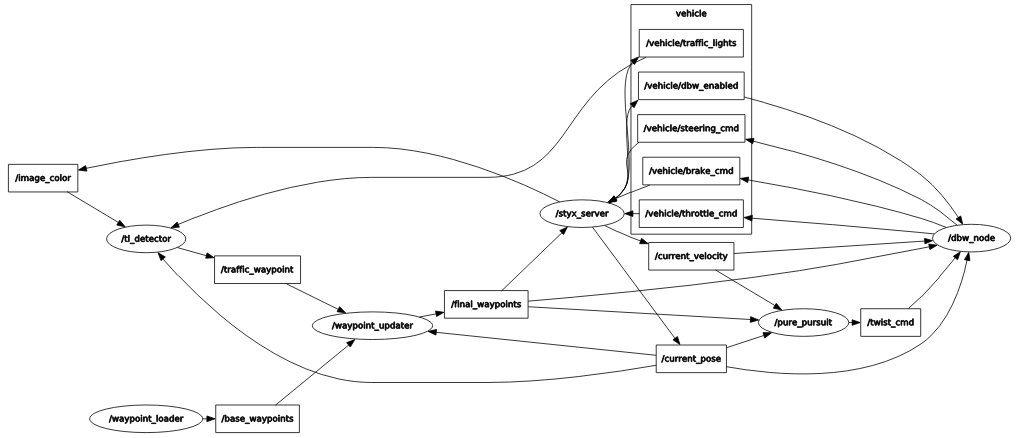 vehicle
/vehicle/traffic_lights
/vehicle/dbw_enabled
/vehicle/steering_cmd
/vehicle/brake_cmd
/vehicle/throttle_cmd
/image_color
/styx_server
/tl_detector
/dbw_node
/current_velocity
/traffic_waypoint
/final_waypoints
/waypoint_updater
/pure_pursuit
/twist_cmd
/current_pose
/waypoint_loader
/base_waypoints